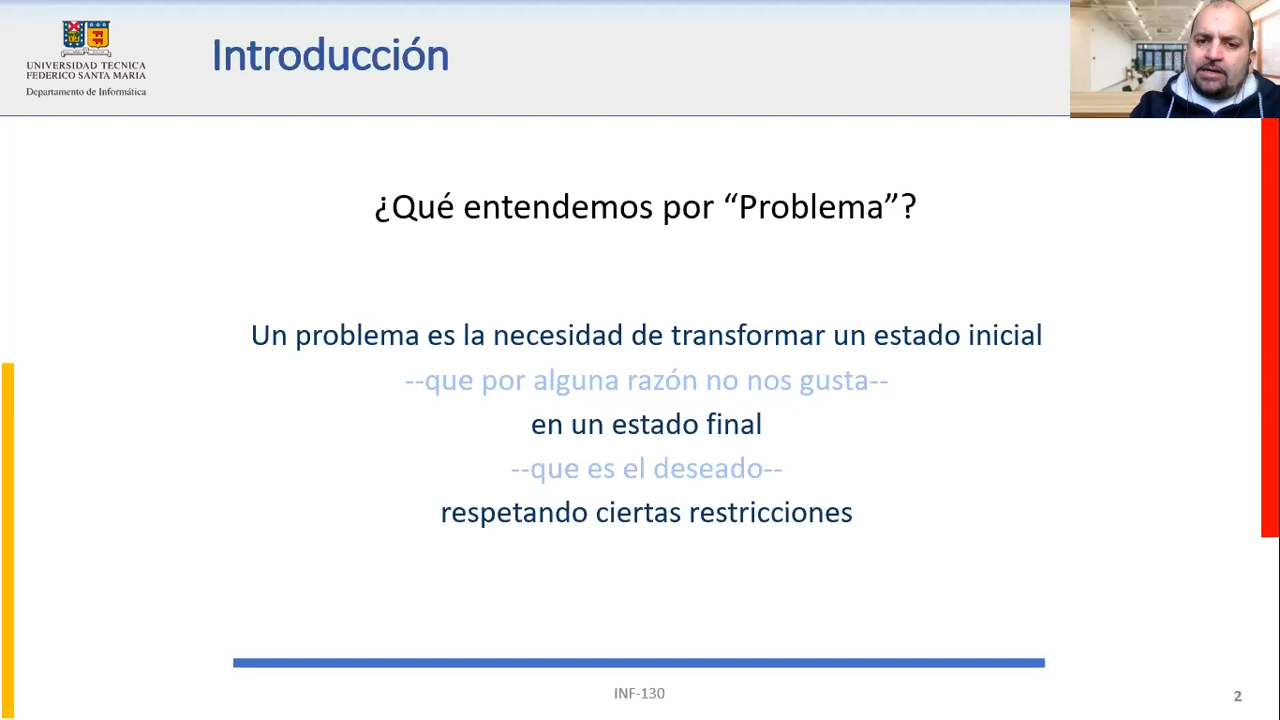 UNIVERSIDAD TECNICA
FEDERICO SANTA MARIA
Departamento de Informática
Introducción
¿Qué entendemos por “Problema”?
Un problema es la necesidad de transformar un estado inicial
--que por alguna razón no nos gusta--
en un estado final
--que es el deseado--
respetando ciertas restricciones
INF-130
2